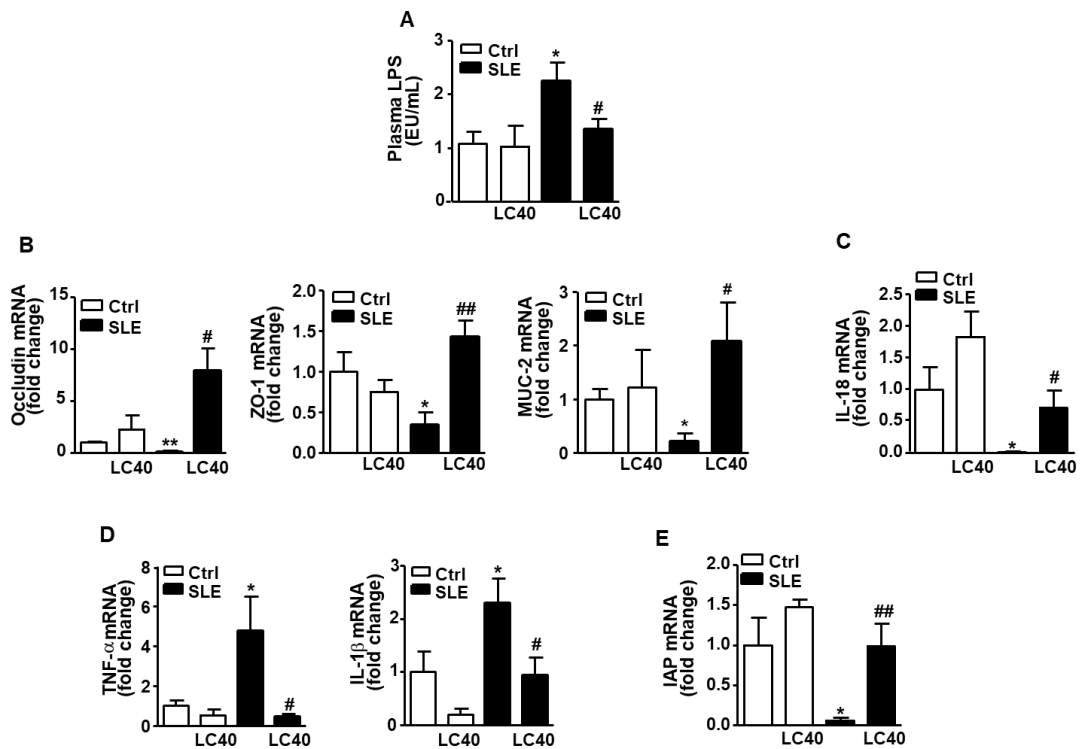 A
Plasma LPS
(EU/mL)
3
2
1
0
Ctrl
SLE
*
#
LC40
LC40
B
Occludin mRNA
(fold change)
15
10
5
0
Ctrl
SLE
**
#
LC40
LC40
ZO-1 mRNA
(fold change)
2.0
1.5
1.0
0.5
0.0
Ctrl
SLE
*
##
LC40
LC40
MUC-2 mRNA
(fold change)
3
2
1
0
Ctrl
SLE
*
#
LC40
LC40
C
IL-18 mRNA
(fold change)
2.5
2.0
1.5
1.0
0.5
0.0
Ctrl
SLE
*
#
LC40
LC40
D
TNF-α mRNA
(fold change)
8
6
4
2
0
Ctrl
SLE
*
#
LC40
LC40
IL-1β mRNA
(fold change)
3
2
1
0
Ctrl
SLE
*
#
LC40
LC40
E
IAP mRNA
(fold change)
2.0
1.5
1.0
0.5
0.0
Ctrl
SLE
*
##
LC40
LC40